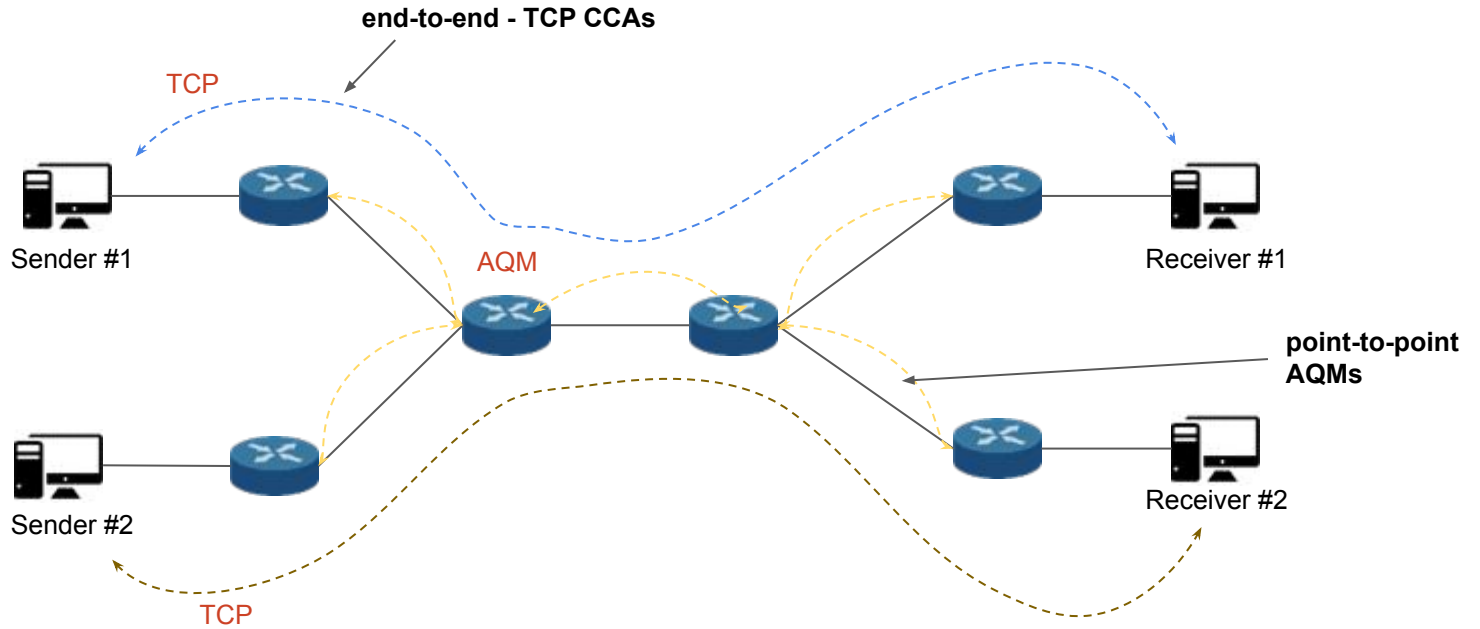 end-to-end - TCP CCAs
TCP
Sender #1
AQM
Receiver #1
point-to-point
AQMs
Sender #2
Receiver #2
TCP